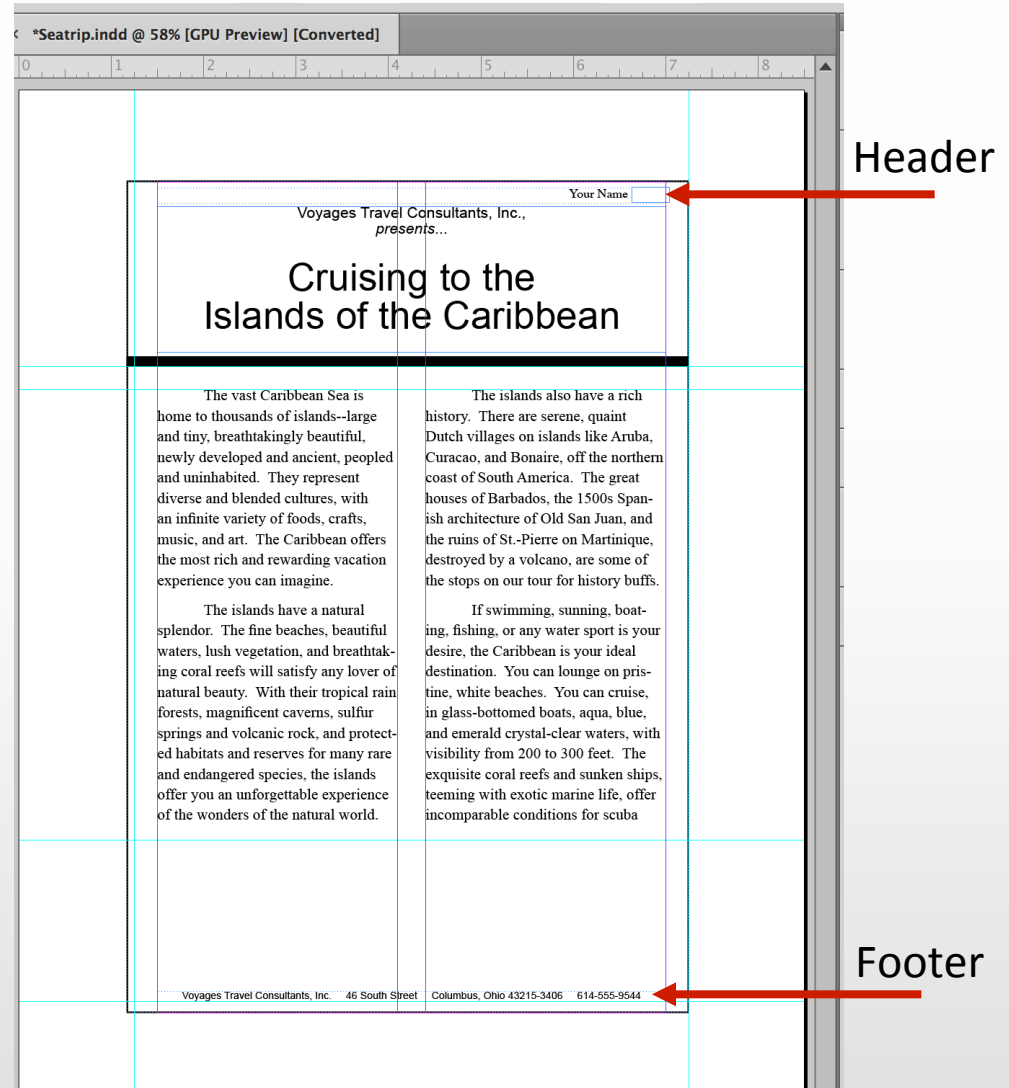 *Seatrip.indd @ 58% [GPU Preview] [Converted]
0 1 2 3 4 5 6 7 8
Header
Your Name
Voyages Travel Consultants, Inc.,
presents...
Cruising to the
Islands of the Caribbean
The vast Caribbean Sea is
home to thousands of islands--large
and tiny, breathtakingly beautiful,
newly developed and ancient, peopled
and uninhabited.  They represent
diverse and blended cultures, with
an infinite variety of foods, crafts,
music, and art.  The Caribbean offers
the most rich and rewarding vacation
experience you can imagine.
The islands have a natural
splendor.  The fine beaches, beautiful
waters, lush vegetation, and breathtak-
ing coral reefs will satisfy any lover of
natural beauty.  With their tropical rain
forests, magnificent caverns, sulfur
springs and volcanic rock, and protect-
ed habitats and reserves for many rare
and endangered species, the islands
offer you an unforgettable experience
of the wonders of the natural world.
The islands also have a rich
history.  There are serene, quaint
Dutch villages on islands like Aruba,
Curacao, and Bonaire, off the northern
coast of South America.  The great
houses of Barbados, the 1500s Span-
ish architecture of Old San Juan, and
the ruins of St.-Pierre on Martinique,
destroyed by a volcano, are some of
the stops on our tour for history buffs.
If swimming, sunning, boat-
ing, fishing, or any water sport is your
desire, the Caribbean is your ideal
destination.  You can lounge on pris-
tine, white beaches.  You can cruise,
in glass-bottomed boats, aqua, blue,
and emerald crystal-clear waters, with
visibility from 200 to 300 feet.  The
exquisite coral reefs and sunken ships,
teeming with exotic marine life, offer
incomparable conditions for scuba
Footer
Voyages Travel Consultants, Inc. 46 South Street Columbus, Ohio 43215-3406 614-555-9544